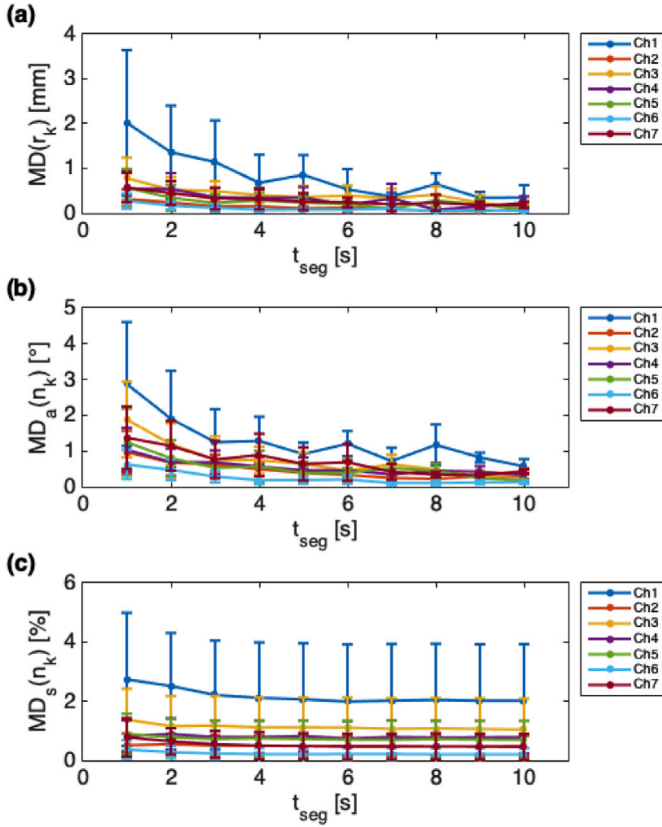 (a)
4
3
2
1
0
MD(r_k) [mm]
0 2 4 6 8 10
t_seg [s]
Ch1
Ch2
Ch3
Ch4
Ch5
Ch6
Ch7
(b)
5
4
3
2
1
0
MD_a(n_k) [°]
0 2 4 6 8 10
t_seg [s]
Ch1
Ch2
Ch3
Ch4
Ch5
Ch6
Ch7
(c)
6
4
2
0
MD_s(n_k) [%]
0 2 4 6 8 10
t_seg [s]
Ch1
Ch2
Ch3
Ch4
Ch5
Ch6
Ch7